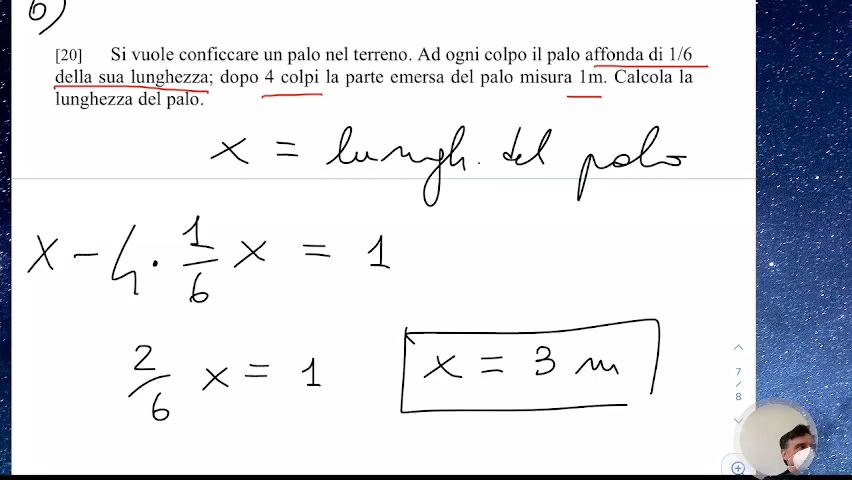 6)
[20] Si vuole conficcare un palo nel terreno. Ad ogni colpo il palo affonda di 1/6
della sua lunghezza; dopo 4 colpi la parte emersa del palo misura 1m. Calcola la
lunghezza del palo.
x = lungh. del palo
x - 4 · 1/6 x = 1
2/6 x = 1
x = 3 m
7
/
8